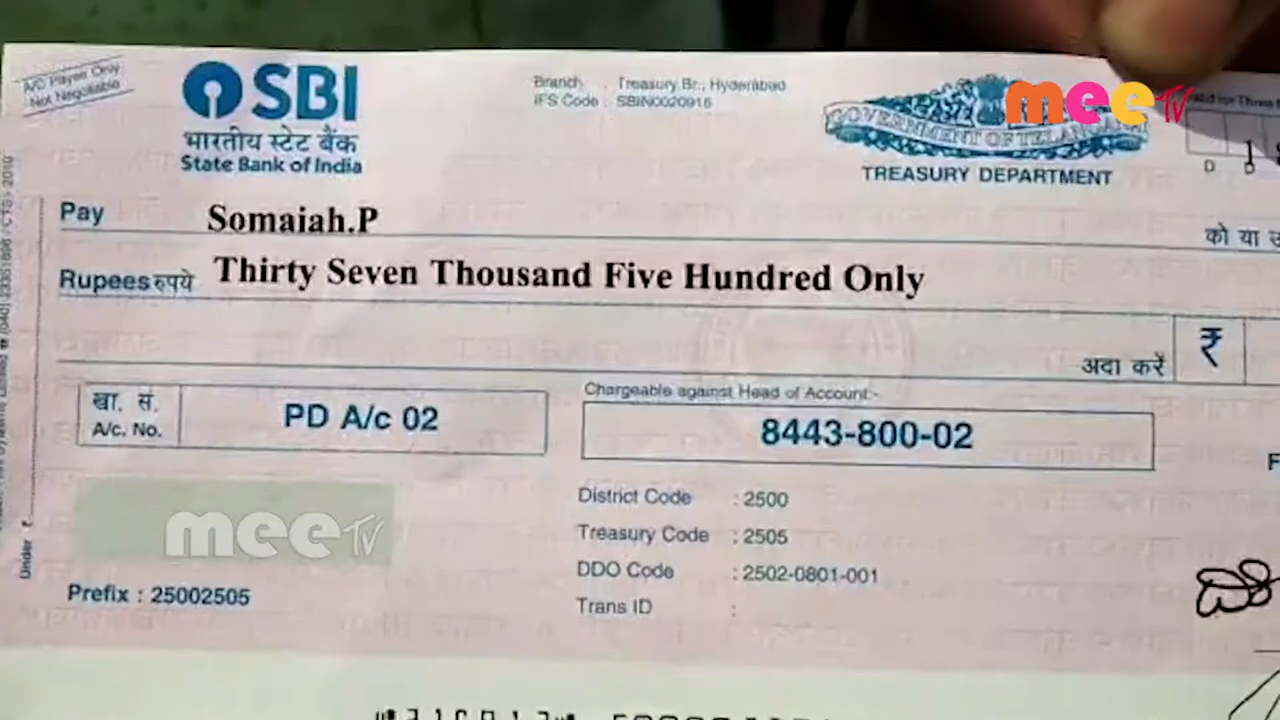 A/C Payee Only
Not Negotiable
SBI
भारतीय स्टेट बैंक
State Bank of India
Branch : Treasury Br., Hyderabad
IFS Code : SBIN0020916
GOVERNMENT OF TELANGANA
TREASURY DEPARTMENT
meeTV
D D
Pay Somaiah.P
को या
Rupees रुपये Thirty Seven Thousand Five Hundred Only
अदा करें ₹
खा. सं.
A/c. No. PD A/c 02
Chargeable against Head of Account:-
8443-800-02
District Code : 2500
Treasury Code : 2505
DDO Code : 2502-0801-001
Trans ID :
meeTV
Prefix : 25002505
Under ₹